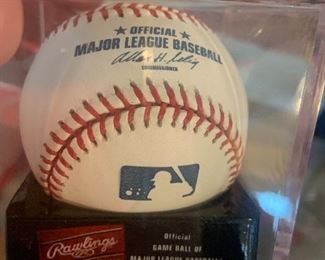 OFFICIAL
MAJOR LEAGUE BASEBALL
Allan H. Selig
COMMISSIONER
Rawlings
Official
GAME BALL OF
MAJOR LEAGUE BASEBALL